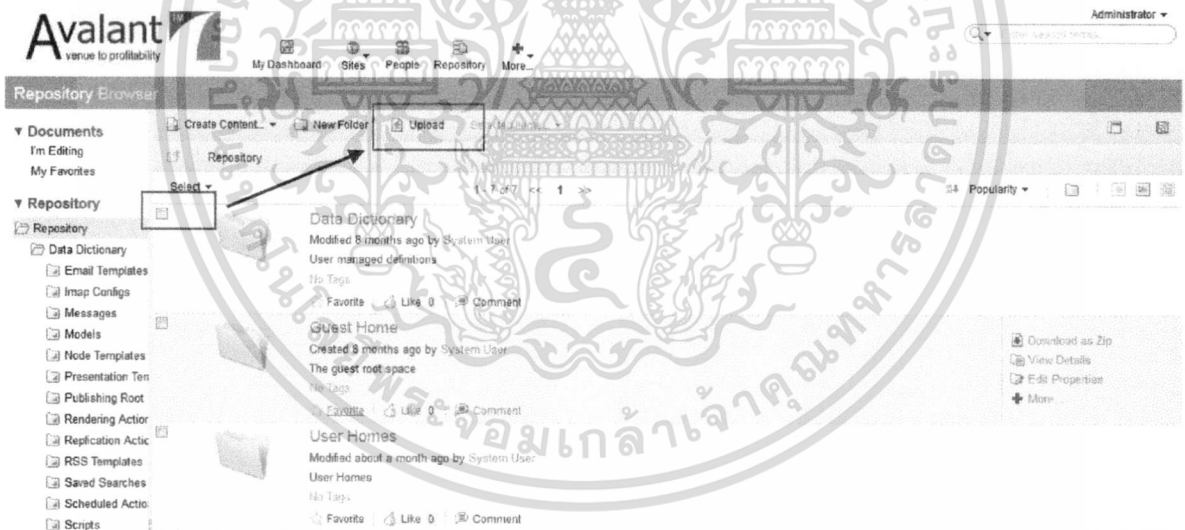 Avalant TM
venue to profitability
Administrator
My Dashboard Sites People Repository More...
Enter search terms...
Repository Browser
Documents
I'm Editing
My Favorites
Repository
Repository
Data Dictionary
Email Templates
Imap Configs
Messages
Models
Node Templates
Presentation Ten
Publishing Root
Rendering Action
Replication Actic
RSS Templates
Saved Searches
Scheduled Actio
Scripts
Create Content... New Folder Upload
Repository
Select 1 - 7 of 7 << 1 >> Popularity
Data Dictionary
Modified 8 months ago by System User
User managed definitions
No Tags
Favorite Like 0 Comment
Guest Home
Created 8 months ago by System User
The guest root space
No Tags
Favorite Like 0 Comment
Download as Zip
View Details
Edit Properties
More...
User Homes
Modified about a month ago by System User
User Homes
No Tags
Favorite Like 0 Comment